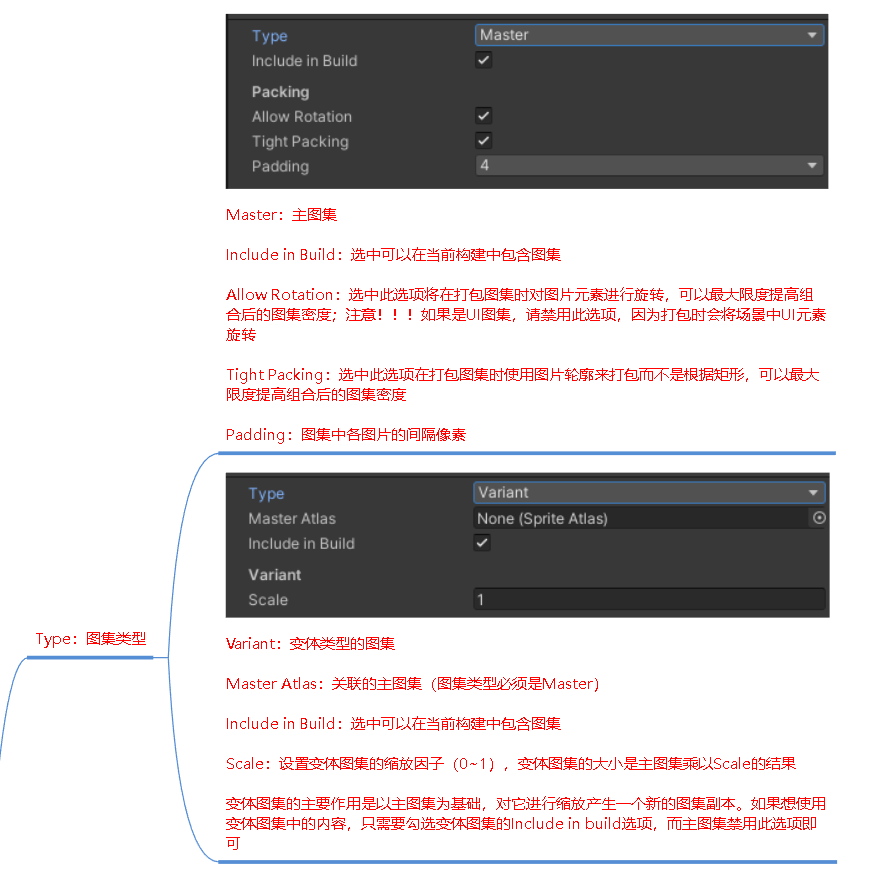 Type Master
Include in Build
Packing
Allow Rotation
Tight Packing
Padding 4
Master：主图集
Include in Build：选中可以在当前构建中包含图集
Allow Rotation：选中此选项将在打包图集时对图片元素进行旋转，可以最大限度提高组
合后的图集密度；注意！！！如果是UI图集，请禁用此选项，因为打包时会将场景中UI元素
旋转
Tight Packing：选中此选项在打包图集时使用图片轮廓来打包而不是根据矩形，可以最大
限度提高组合后的图集密度
Padding：图集中各图片的间隔像素
Type Variant
Master Atlas None (Sprite Atlas)
Include in Build
Variant
Scale 1
Type：图集类型
Variant：变体类型的图集
Master Atlas：关联的主图集（图集类型必须是Master）
Include in Build：选中可以在当前构建中包含图集
Scale：设置变体图集的缩放因子（0~1），变体图集的大小是主图集乘以Scale的结果
变体图集的主要作用是以主图集为基础，对它进行缩放产生一个新的图集副本。如果想使用
变体图集中的内容，只需要勾选变体图集的Include in build选项，而主图集禁用此选项即
可